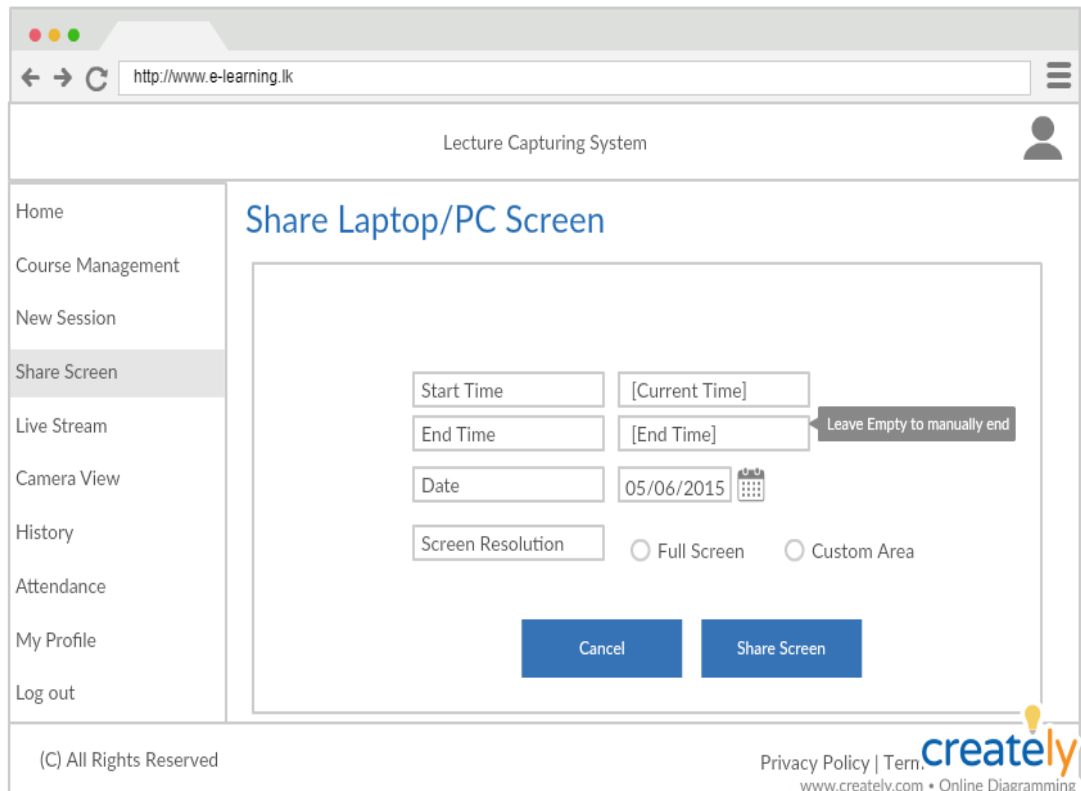 http://www.e-learning.lk
Lecture Capturing System
Home
Course Management
New Session
Share Screen
Live Stream
Camera View
History
Attendance
My Profile
Log out
Share Laptop/PC Screen
Start Time [Current Time]
End Time [End Time] Leave Empty to manually end
Date 05/06/2015
Screen Resolution Full Screen Custom Area
Cancel Share Screen
(C) All Rights Reserved
Privacy Policy |
creately
www.creately.com • Online Diagramming